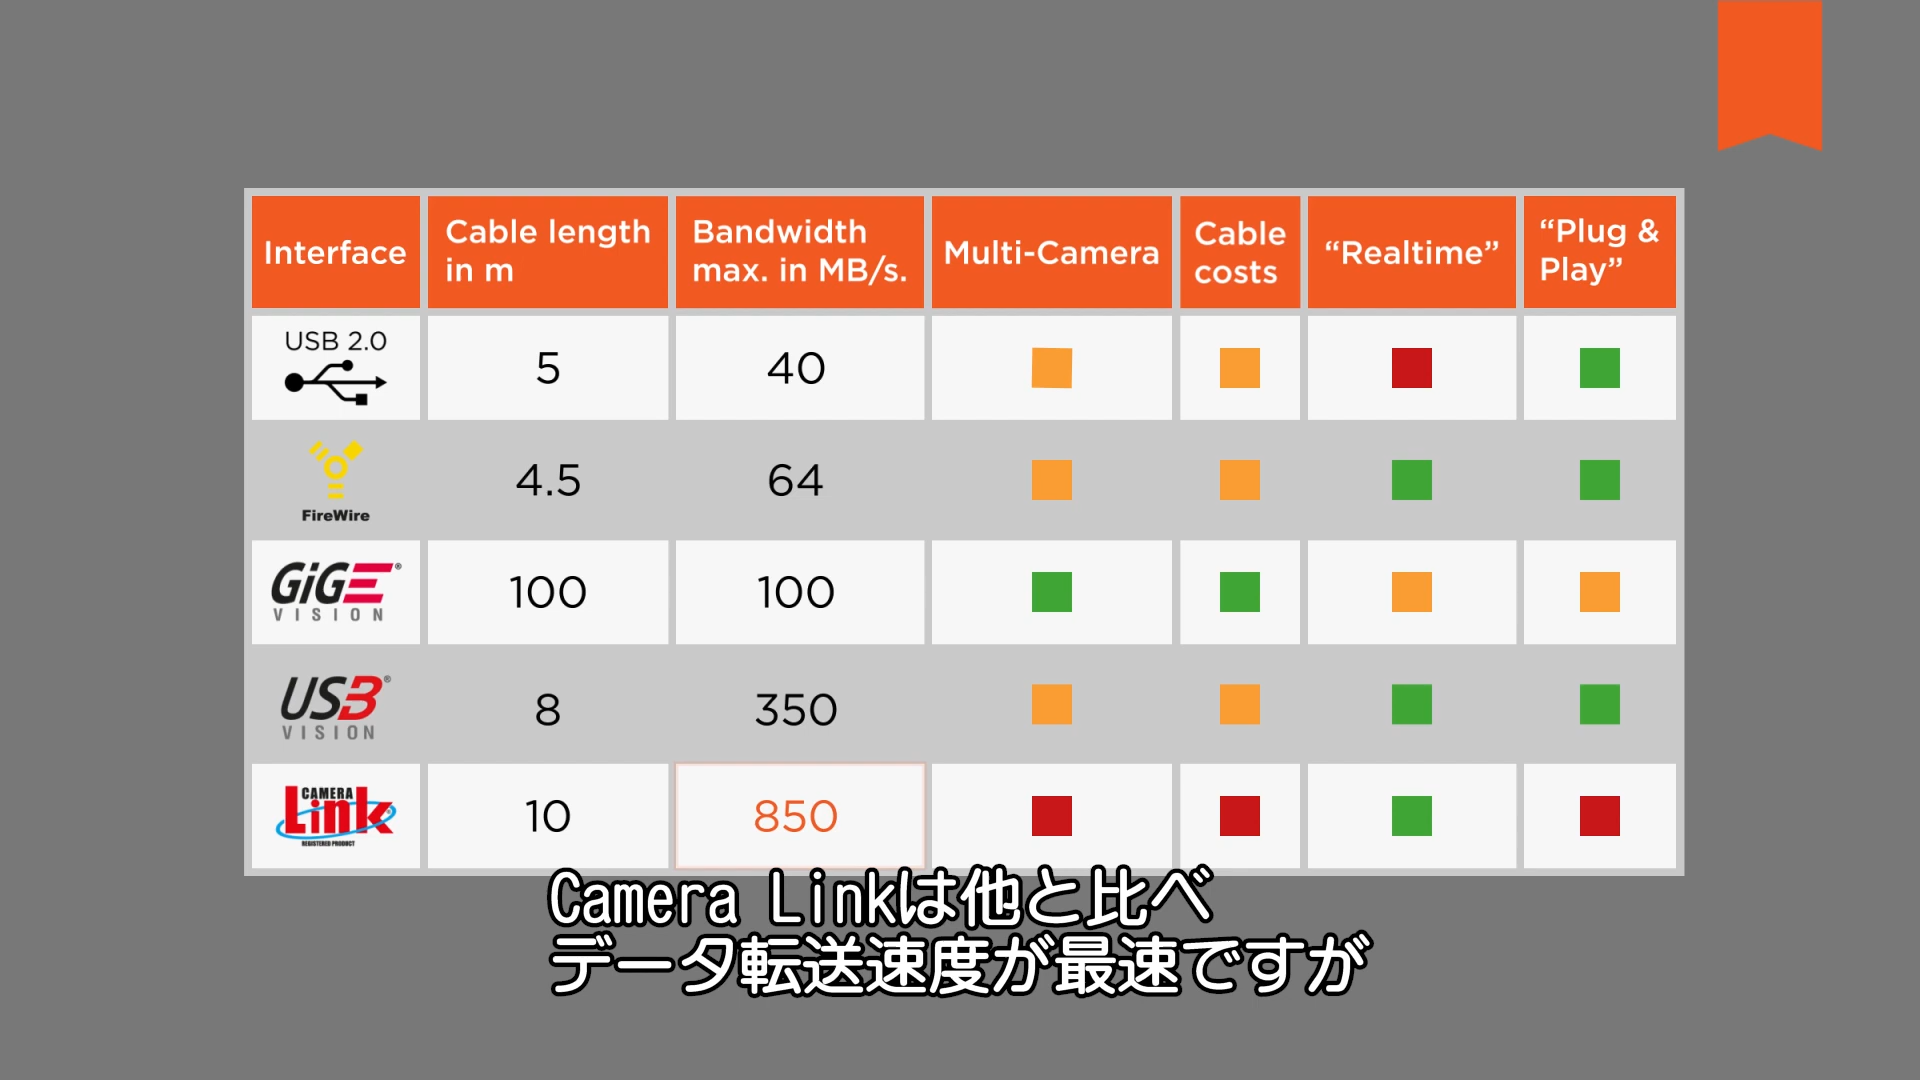 Interface
Cable length
in m
Bandwidth
max. in MB/s.
Multi-Camera
Cable
costs
“Realtime”
“Plug &
Play”
USB 2.0
5
40
FireWire
4.5
64
GiGE®
VISION
100
100
USB®
VISION
8
350
CAMERA
Link®
REGISTERED PRODUCT
10
850
Camera Linkは他と比べ
データ転送速度が最速ですが